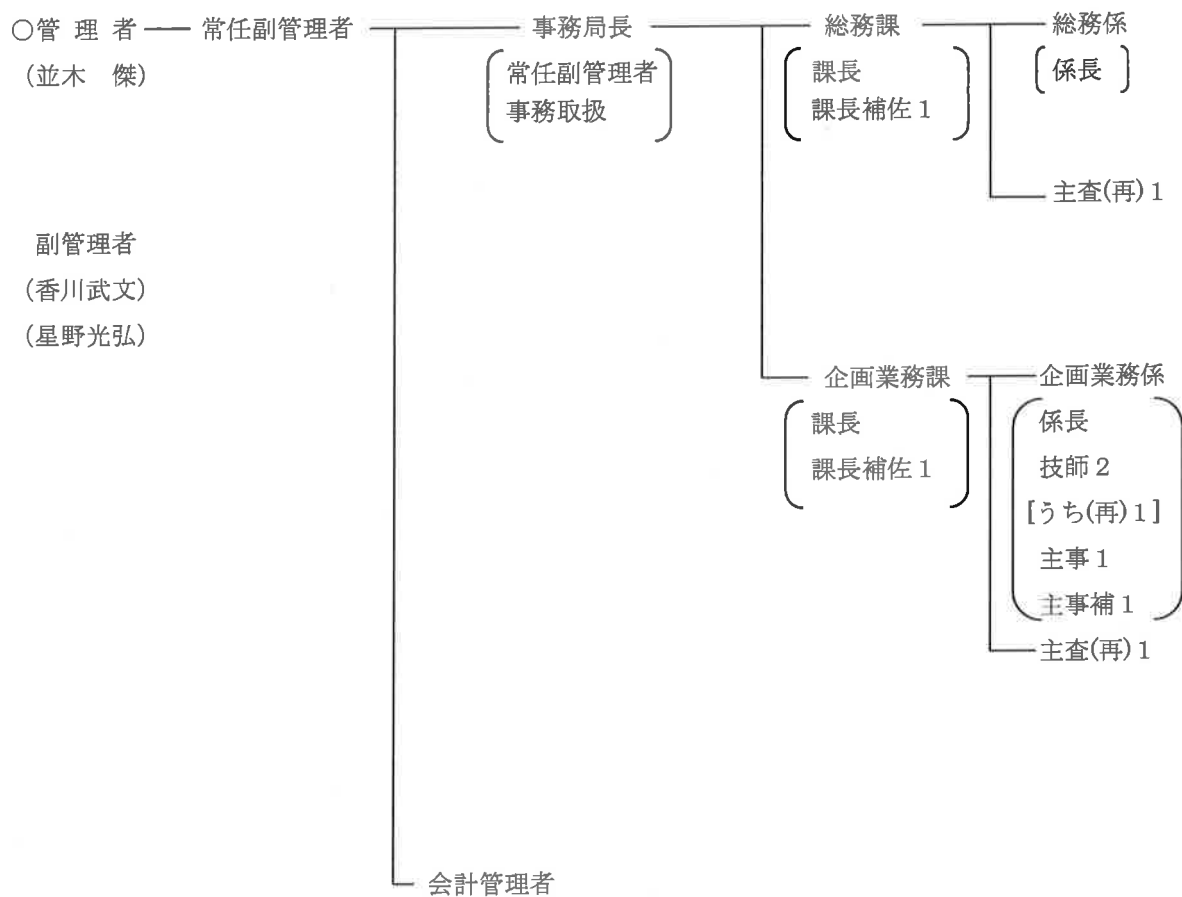 ○管理者 常任副管理者 事務局長 総務課 総務係
(並木 傑)
常任副管理者
事務取扱
課長
課長補佐1
係長
主査(再)1
副管理者
(香川武文)
(星野光弘)
企画業務課 企画業務係
課長
課長補佐1
係長
技師2
[うち(再)1]
主事1
主事補1
主査(再)1
会計管理者